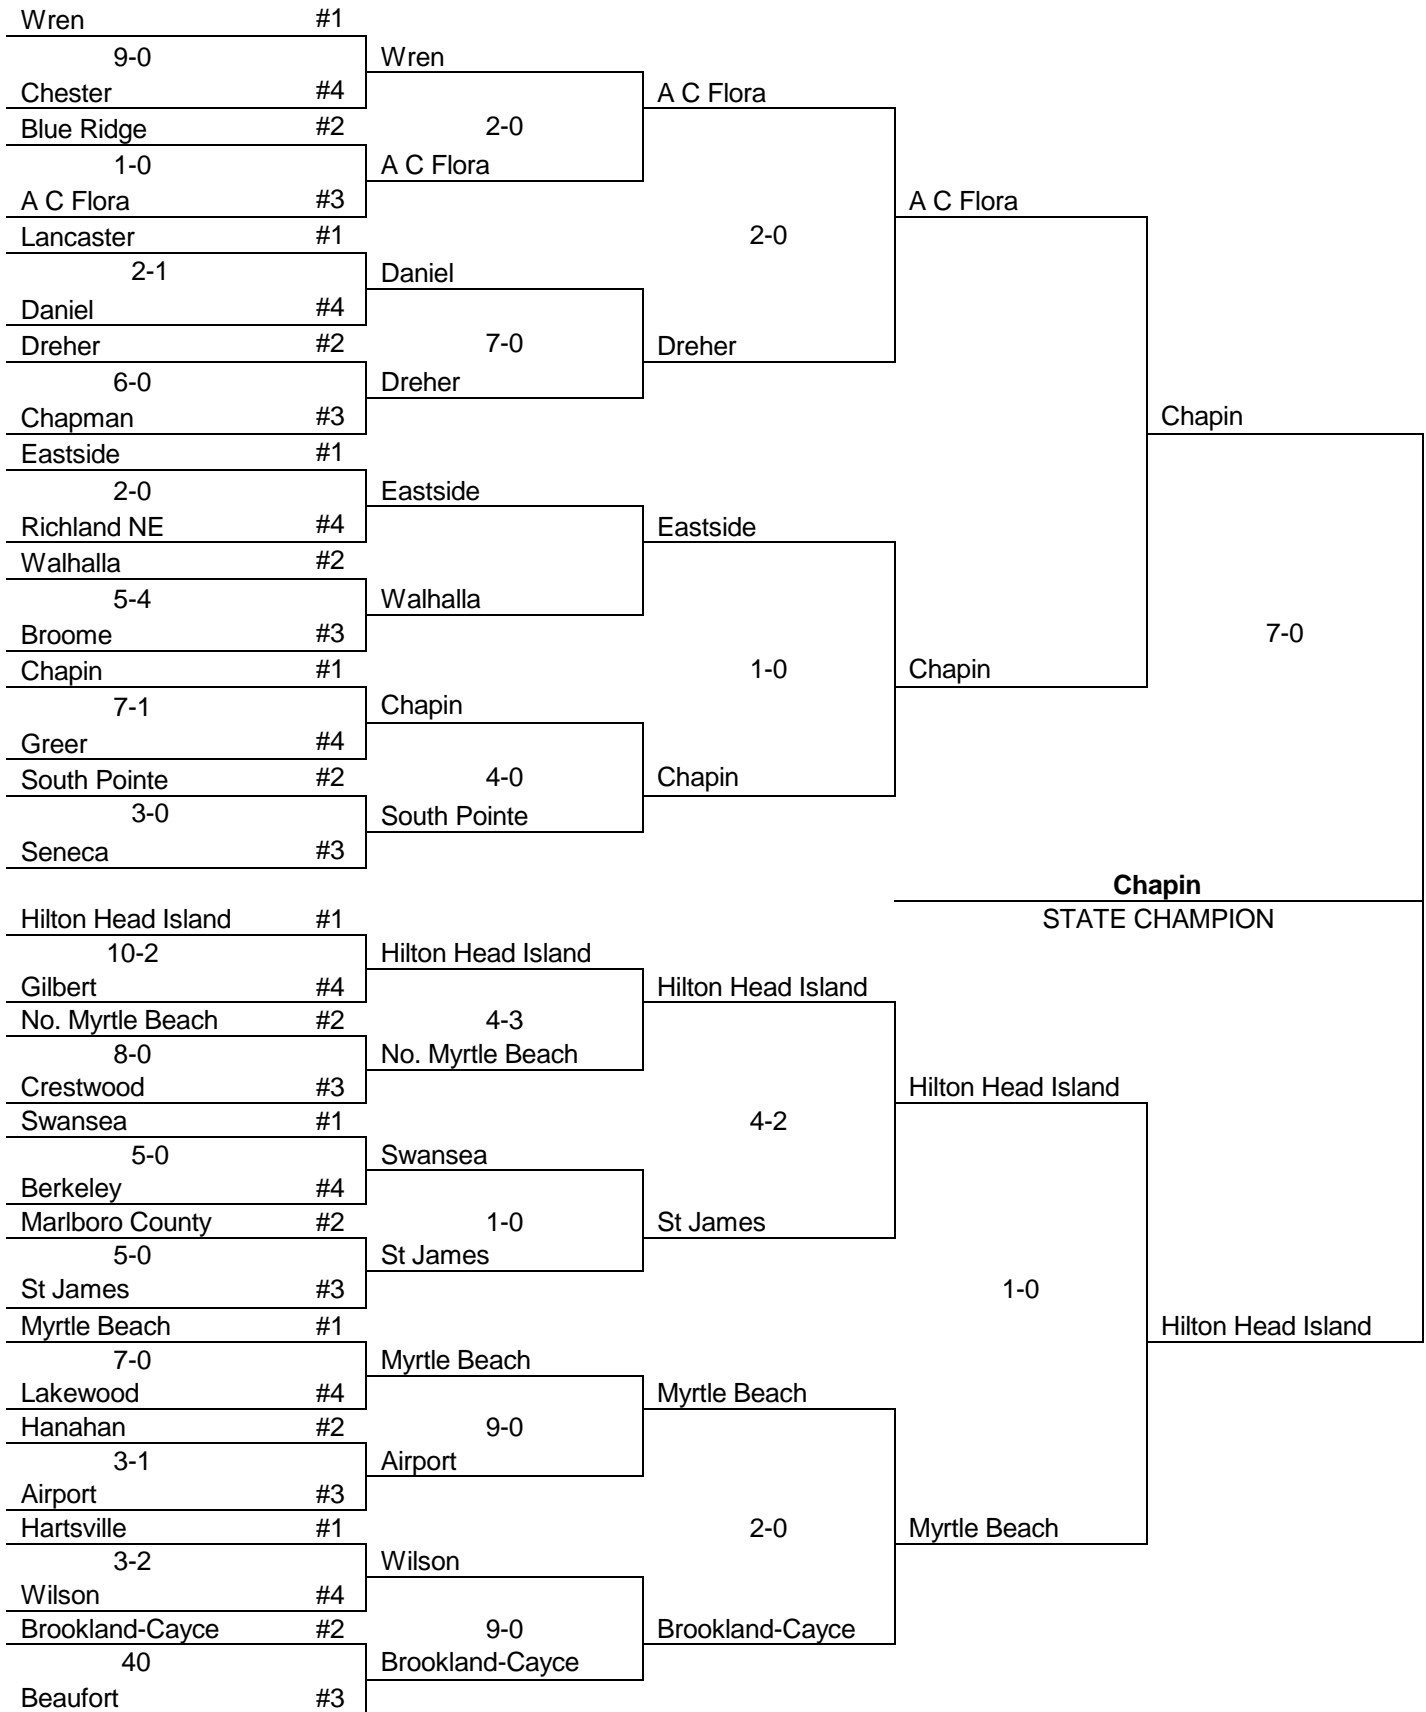 Wren #1
9-0 Wren
Chester #4 A C Flora
Blue Ridge #2 2-0
1-0 A C Flora
A C Flora #3 A C Flora
Lancaster #1 2-0
2-1 Daniel
Daniel #4
Dreher #2 7-0 Dreher
6-0 Dreher
Chapman #3 Chapin
Eastside #1
2-0 Eastside
Richland NE #4 Eastside
Walhalla #2
5-4 Walhalla
Broome #3 7-0
Chapin #1 1-0 Chapin
7-1 Chapin
Greer #4
South Pointe #2 4-0 Chapin
3-0 South Pointe
Seneca #3
Chapin
Hilton Head Island #1 STATE CHAMPION
10-2 Hilton Head Island
Gilbert #4 Hilton Head Island
No. Myrtle Beach #2 4-3
8-0 No. Myrtle Beach
Crestwood #3 Hilton Head Island
Swansea #1 4-2
5-0 Swansea
Berkeley #4
Marlboro County #2 1-0 St James
5-0 St James
St James #3 1-0
Myrtle Beach #1 Hilton Head Island
7-0 Myrtle Beach
Lakewood #4 Myrtle Beach
Hanahan #2 9-0
3-1 Airport
Airport #3
Hartsville #1 2-0 Myrtle Beach
3-2 Wilson
Wilson #4
Brookland-Cayce #2 9-0 Brookland-Cayce
40 Brookland-Cayce
Beaufort #3